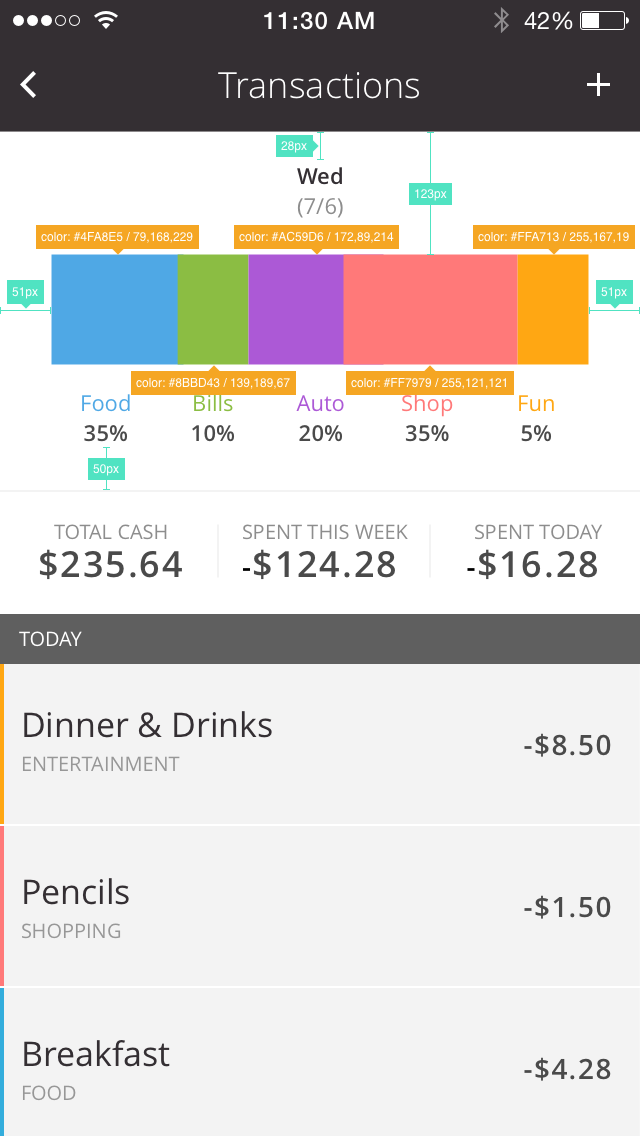 11:30 AM 42%
Transactions
28px
Wed
123px
(7/6)
color: #4FA8E5 / 79,168,229 color: #AC59D6 / 172,89,214 color: #FFA713 / 255,167,19
51px 51px
color: #8BBD43 / 139,189,67 color: #FF7979 / 255,121,121
Food Bills Auto Shop Fun
35% 10% 20% 35% 5%
50px
TOTAL CASH SPENT THIS WEEK SPENT TODAY
$235.64 -$124.28 -$16.28
TODAY
Dinner & Drinks
-$8.50
ENTERTAINMENT
Pencils
-$1.50
SHOPPING
Breakfast
-$4.28
FOOD